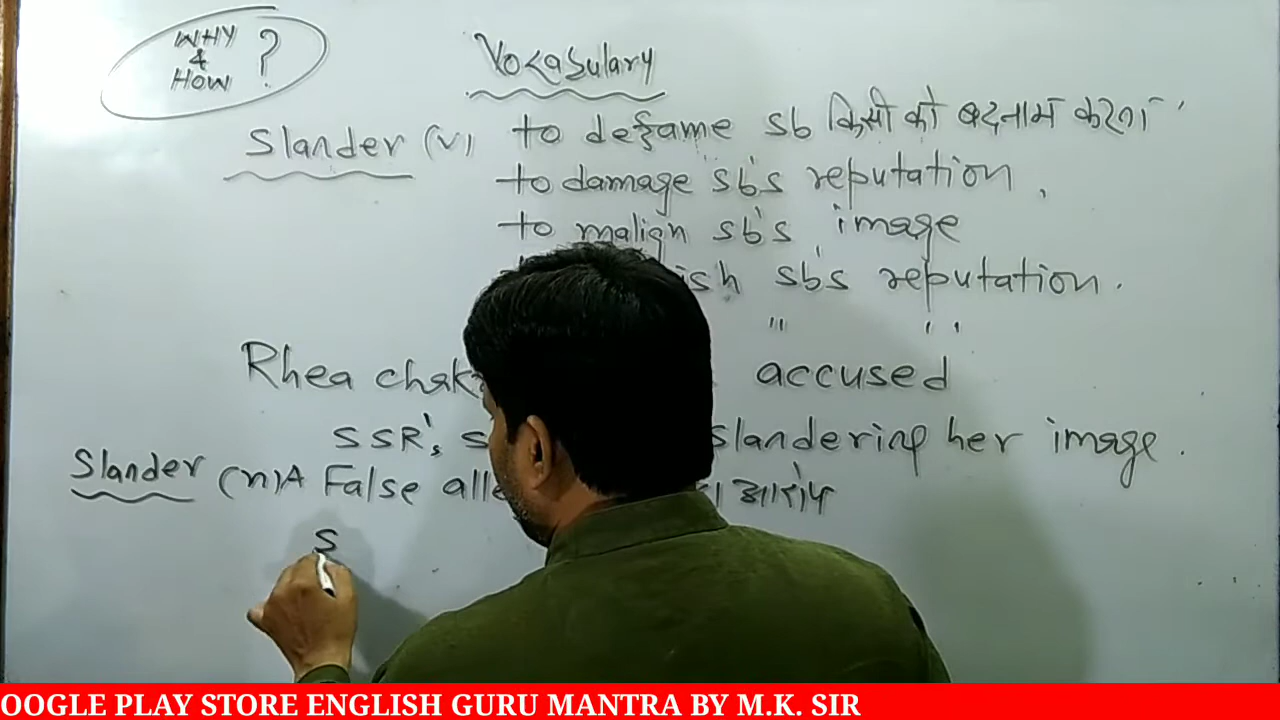 WHY
&
HOW ?
Vocabulary
Slander (v) to defame sb किसी को बदनाम करना
to damage sb's reputation.
to malign sb's image
ish sb's reputation.
" "
Rhea accused
SSR's slandering her image.
Slander (n) A False आरोप
S
OOGLE PLAY STORE ENGLISH GURU MANTRA BY M.K. SIR